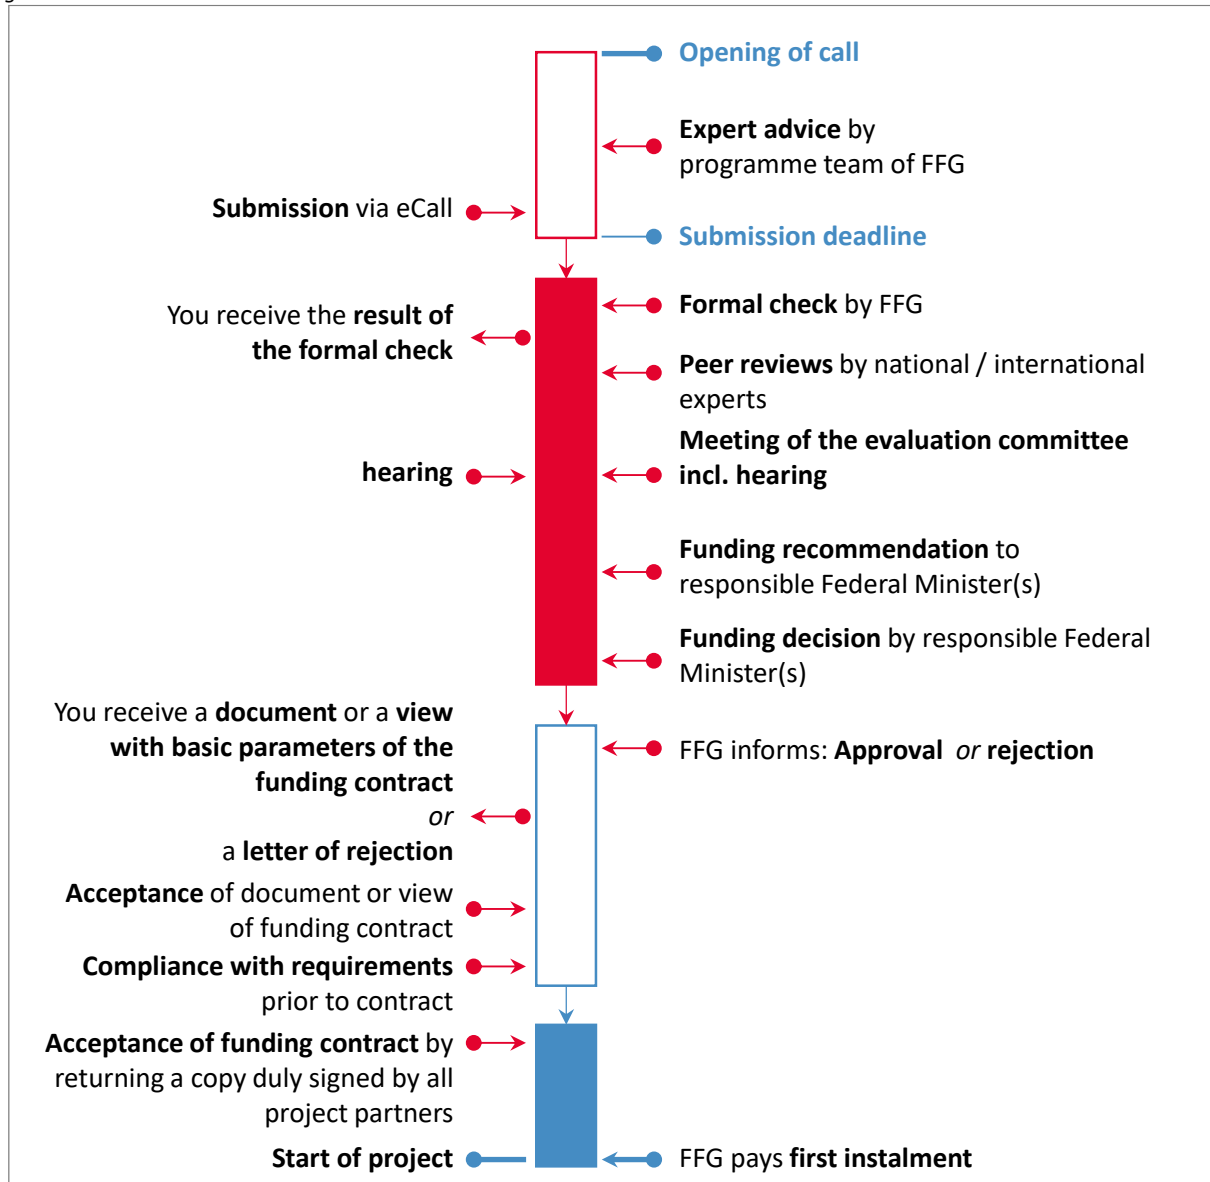 Opening of call
Expert advice by
programme team of FFG
Submission via eCall
Submission deadline
Formal check by FFG
You receive the result of
the formal check
Peer reviews by national / international
experts
Meeting of the evaluation committee
incl. hearing
hearing
Funding recommendation to
responsible Federal Minister(s)
Funding decision by responsible Federal
Minister(s)
You receive a document or a view
with basic parameters of the
funding contract
or
a letter of rejection
FFG informs: Approval or rejection
Acceptance of document or view
of funding contract
Compliance with requirements
prior to contract
Acceptance of funding contract by
returning a copy duly signed by all
project partners
Start of project
FFG pays first instalment